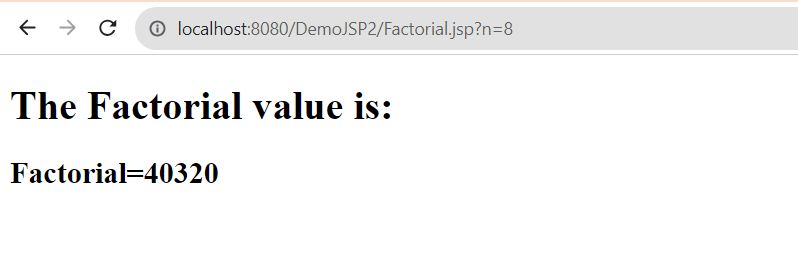 localhost:8080/DemoJSP2/Factorial.jsp?n=8
The Factorial value is:
Factorial=40320